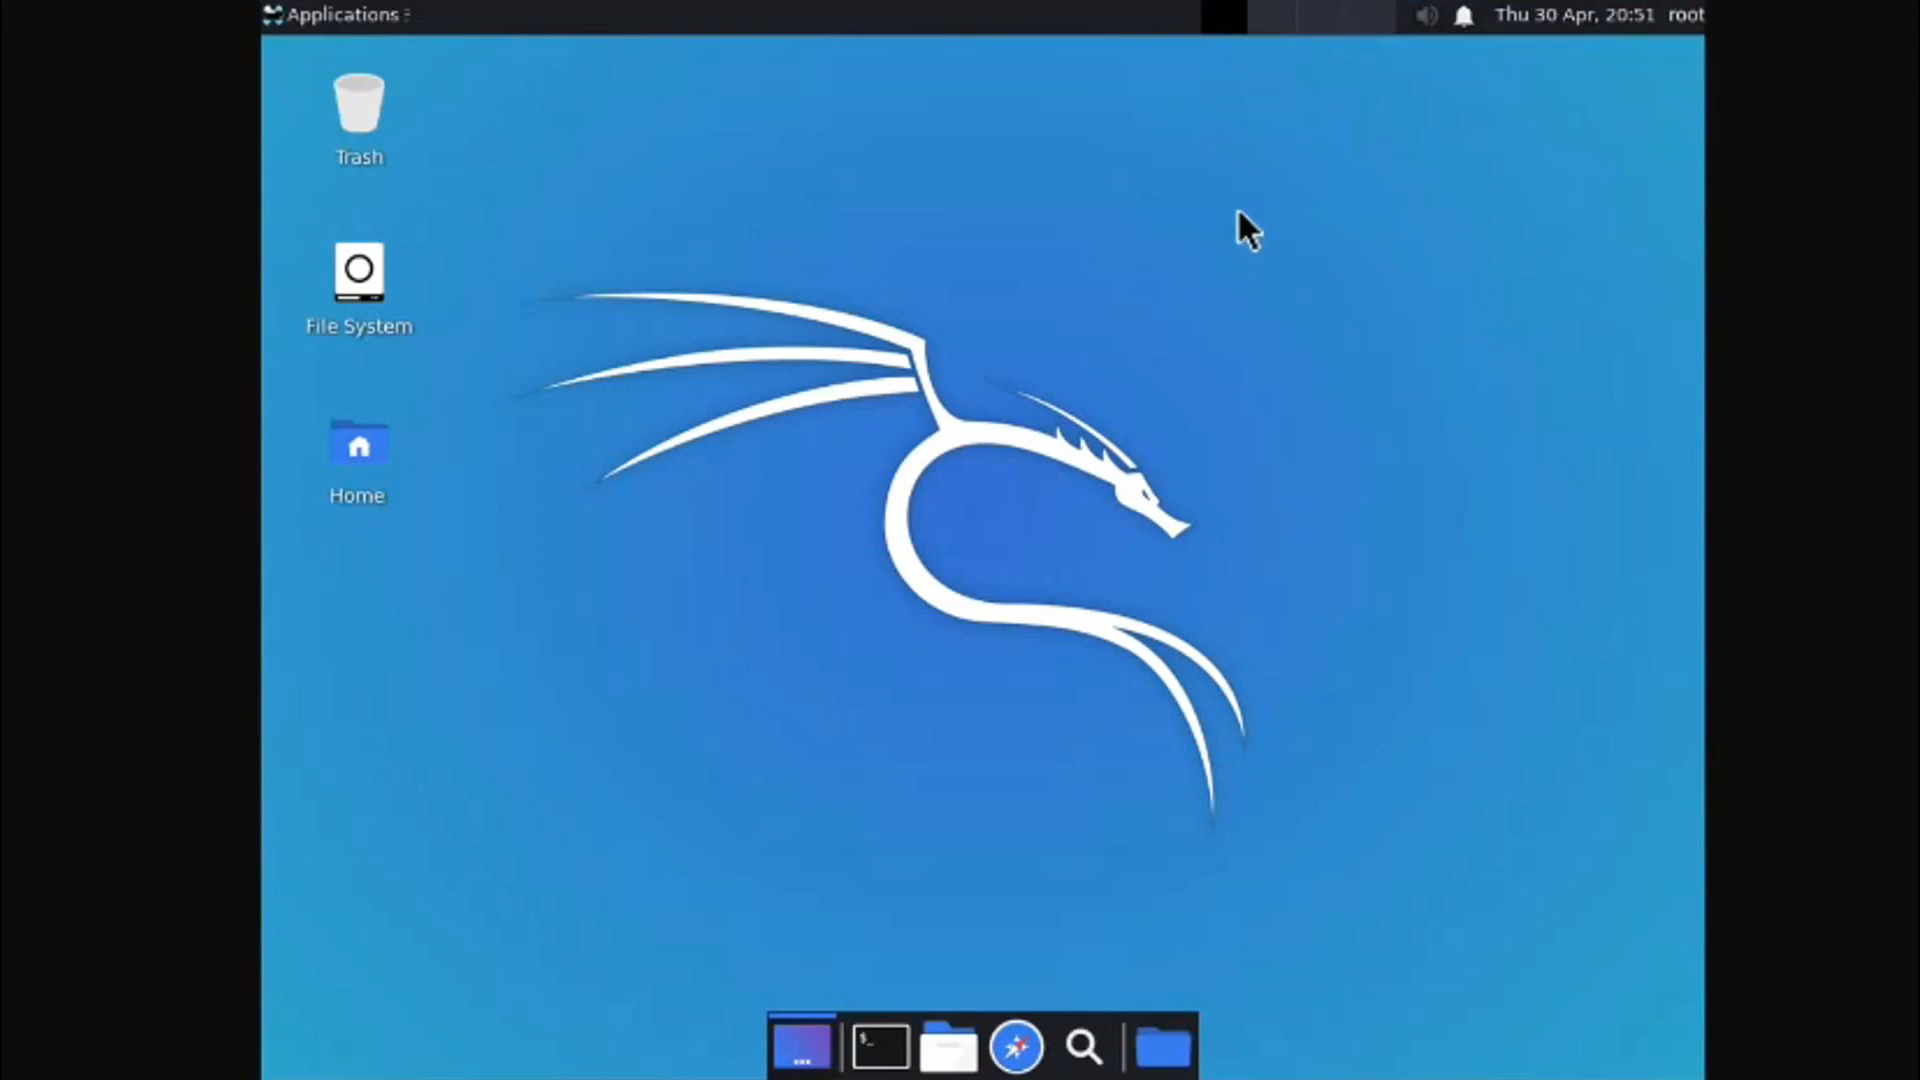 Applications
Thu 30 Apr, 20:51 root
Trash
File System
Home
$_